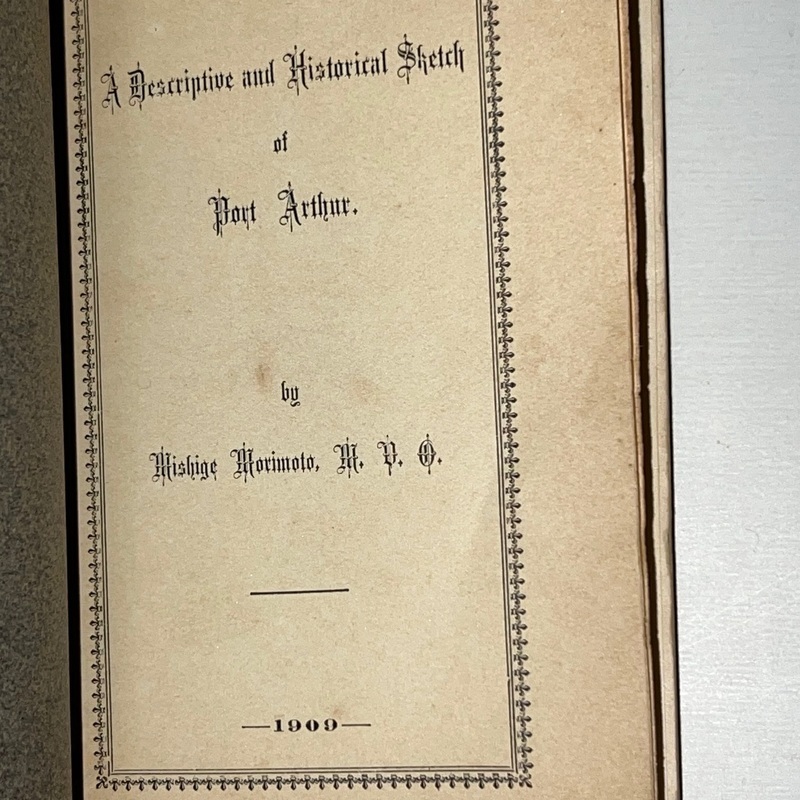 A Descriptive and Historical Sketch
of
Port Arthur.
by
Mishige Morimoto, M. V. O.
—1909—